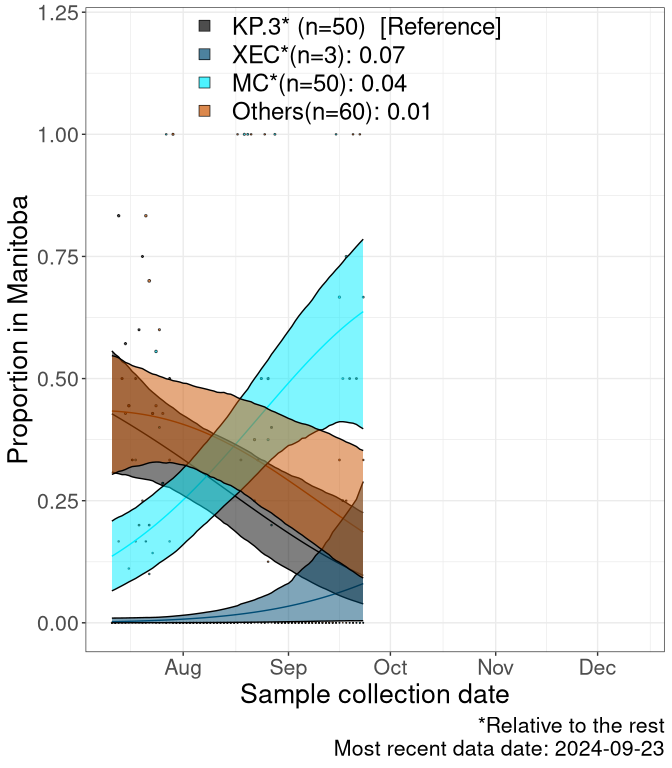 KP.3* (n=50)  [Reference]
XEC*(n=3): 0.07
MC*(n=50): 0.04
Others(n=60): 0.01
1.25
1.00
0.75
0.50
0.25
0.00
Proportion in Manitoba
Aug Sep Oct Nov Dec
Sample collection date
*Relative to the rest
Most recent data date: 2024-09-23